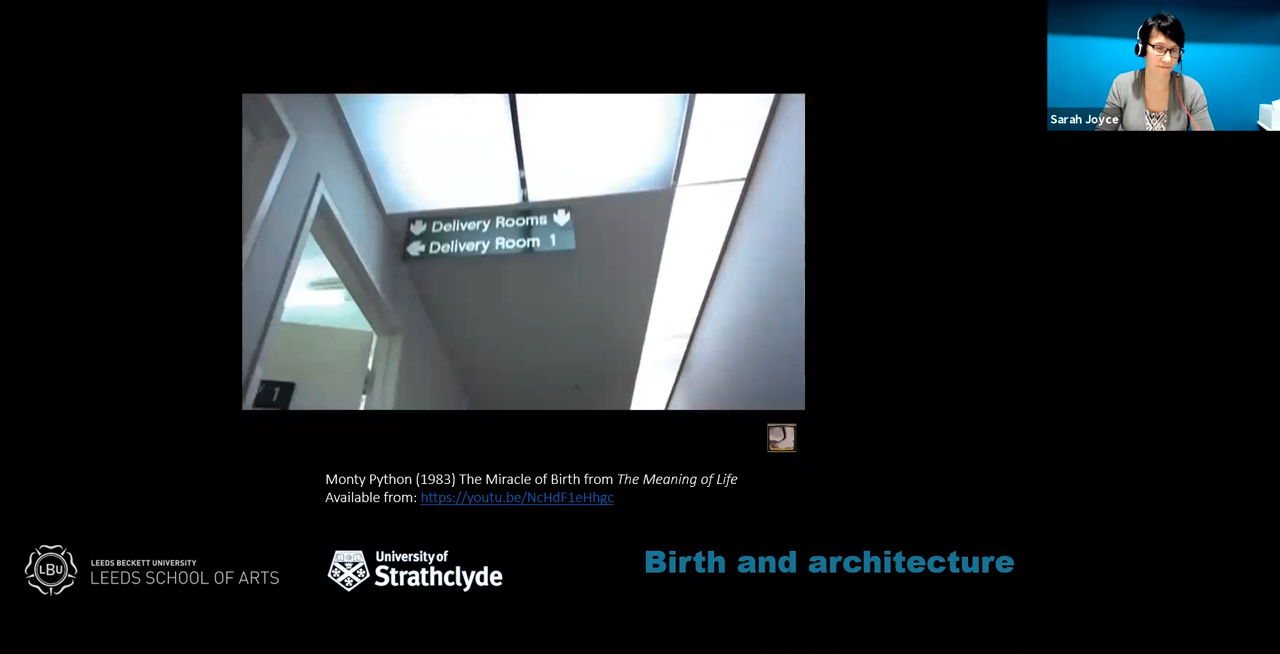 Sarah Joyce
Delivery Rooms
Delivery Room 1
1
Monty Python (1983) The Miracle of Birth from The Meaning of Life
Available from: https://youtu.be/NcHdF1eHhgc
LBU
LEEDS BECKETT UNIVERSITY
LEEDS SCHOOL OF ARTS
University of
Strathclyde
Birth and architecture